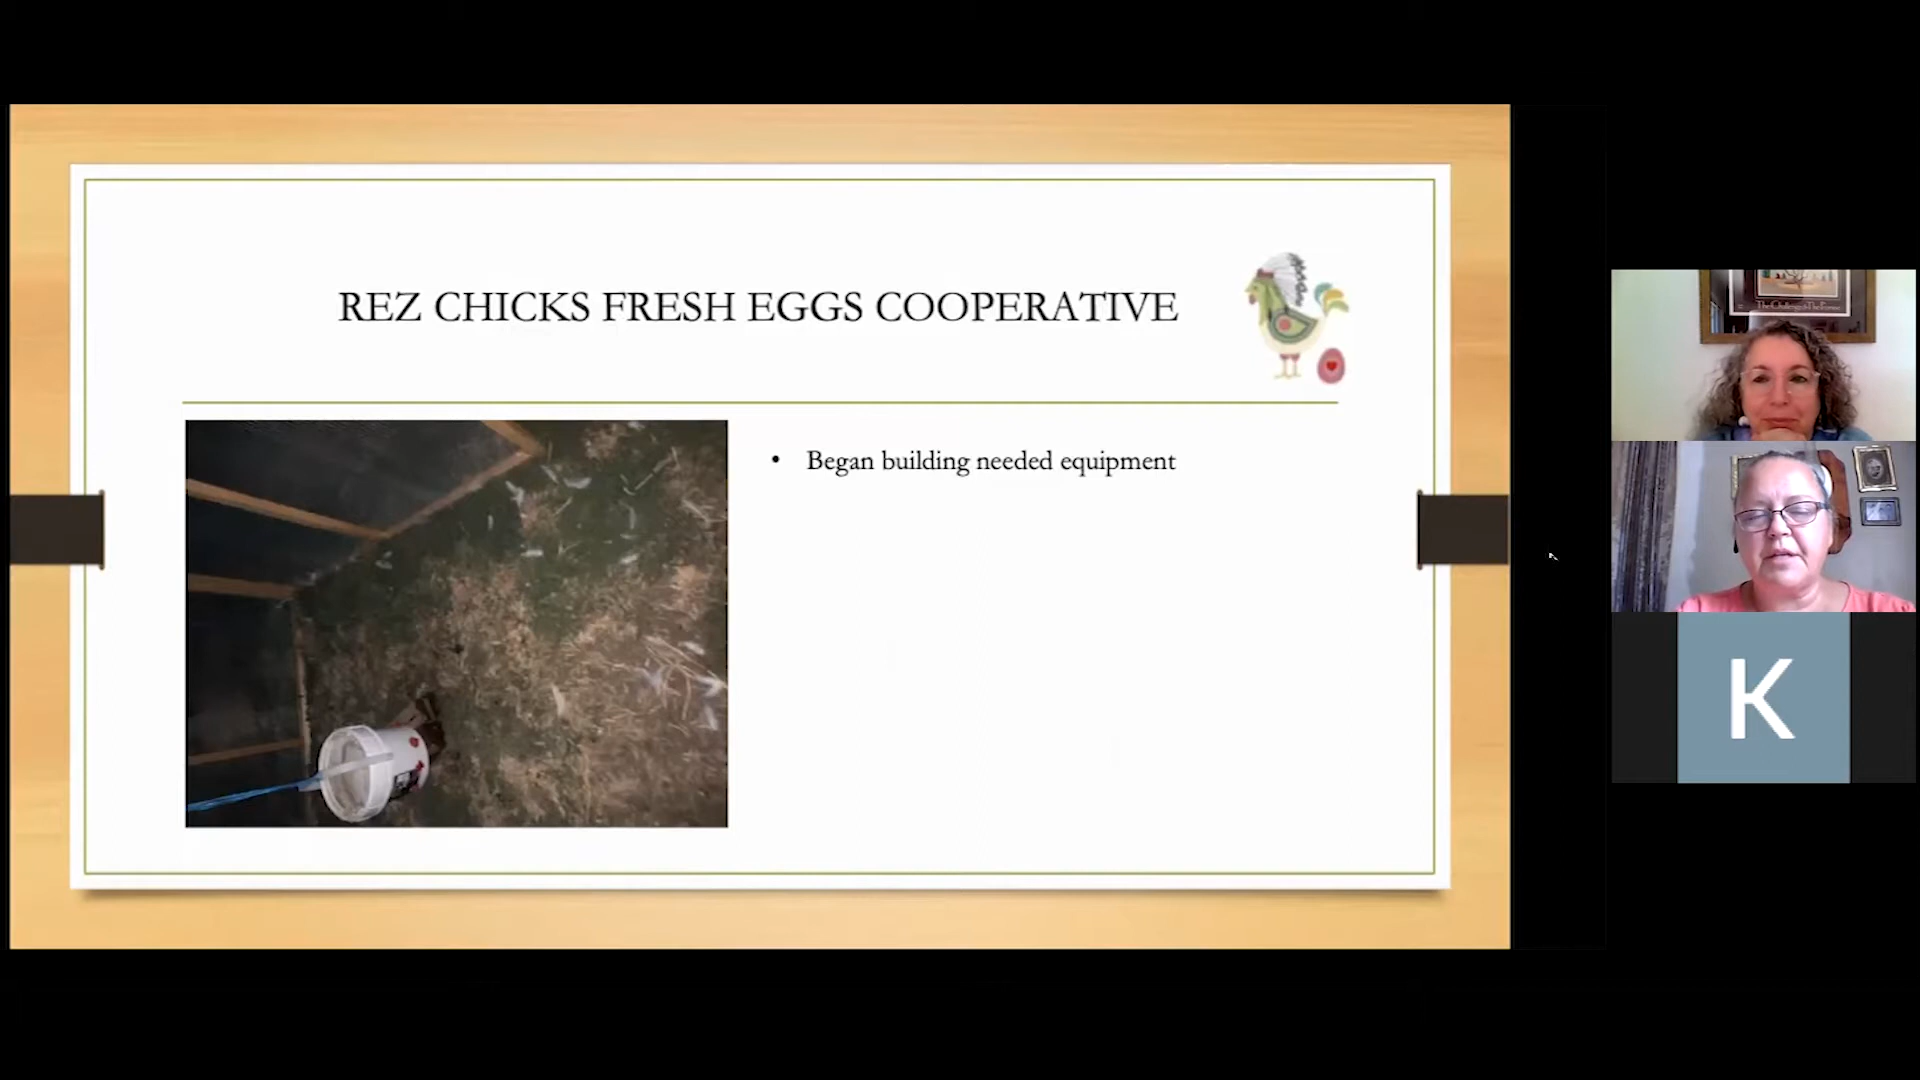 REZ CHICKS FRESH EGGS COOPERATIVE
• Began building needed equipment
K